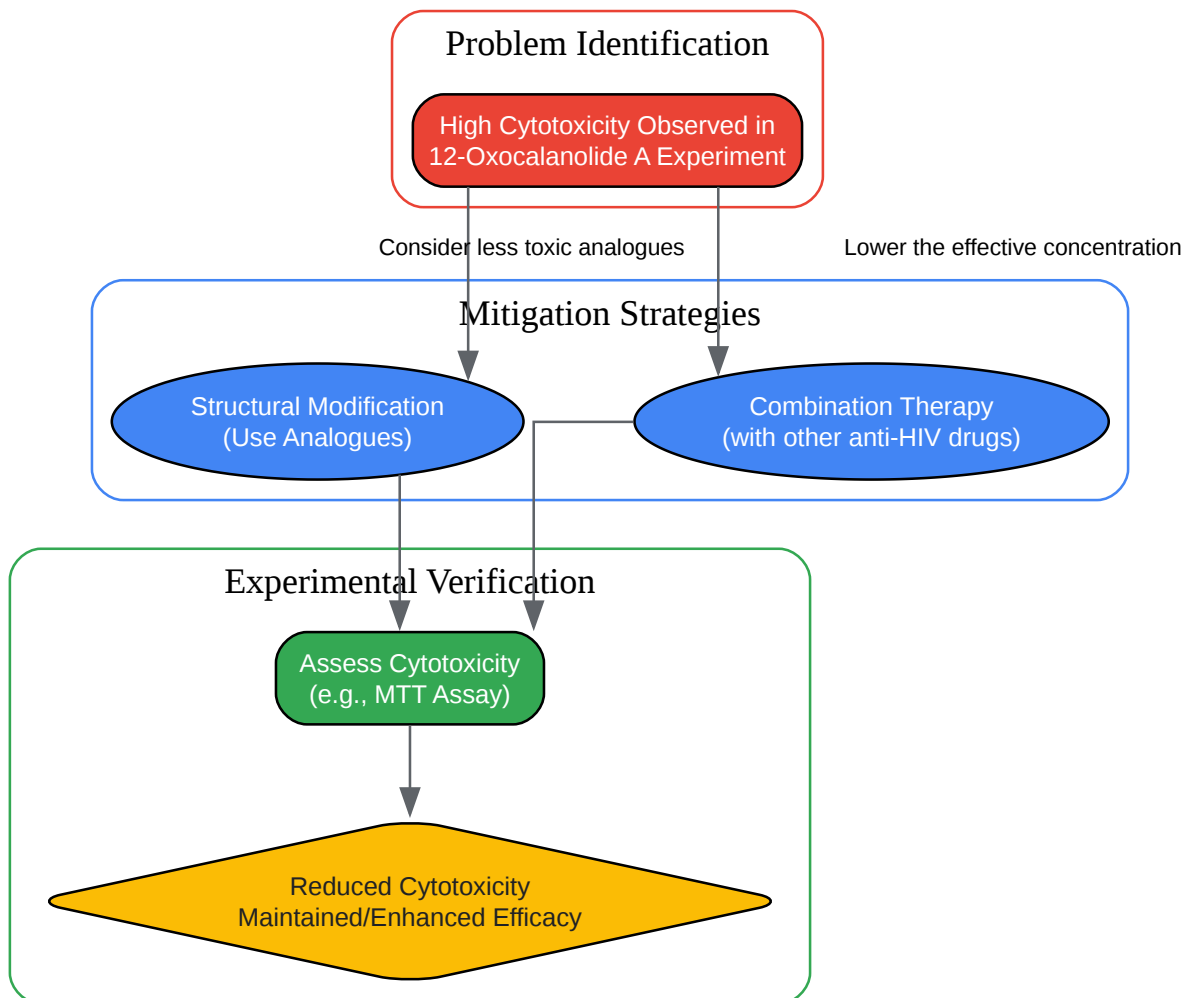 Problem Identification
High Cytotoxicity Observed in
12-Oxocalanolide A Experiment
Consider less toxic analogues
Lower the effective concentration
Mitigation Strategies
Structural Modification
(Use Analogues)
Combination Therapy
(with other anti-HIV drugs)
Experimental Verification
Assess Cytotoxicity
(e.g., MTT Assay)
Reduced Cytotoxicity
Maintained/Enhanced Efficacy